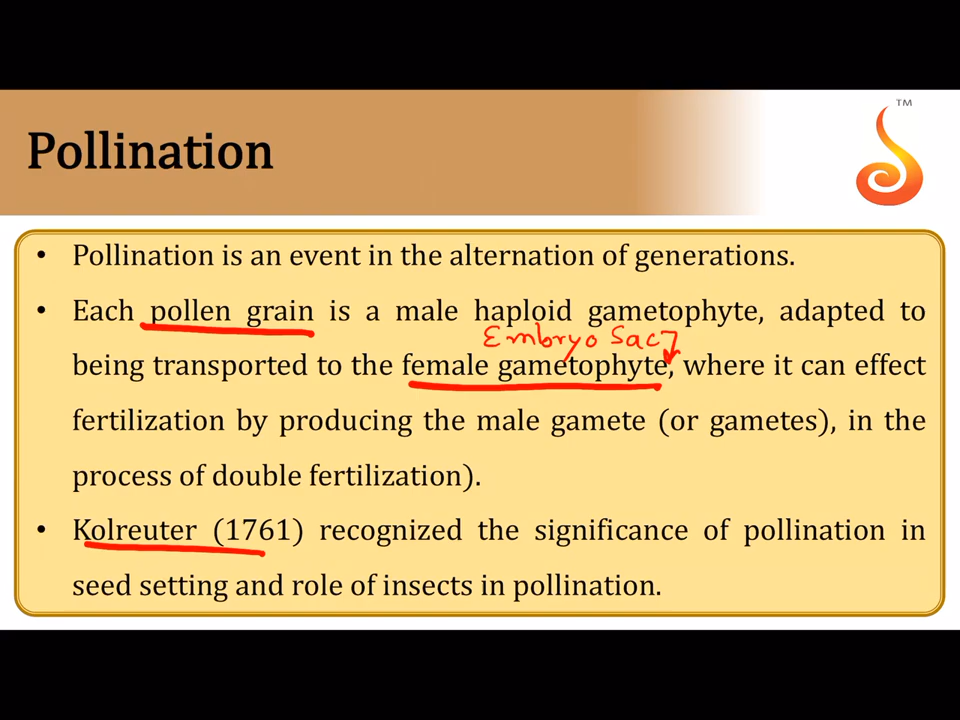 TM
Pollination
• Pollination is an event in the alternation of generations.
• Each pollen grain is a male haploid gametophyte, adapted to
Embryo Sac
being transported to the female gametophyte, where it can effect
fertilization by producing the male gamete (or gametes), in the
process of double fertilization).
• Kolreuter (1761) recognized the significance of pollination in
seed setting and role of insects in pollination.